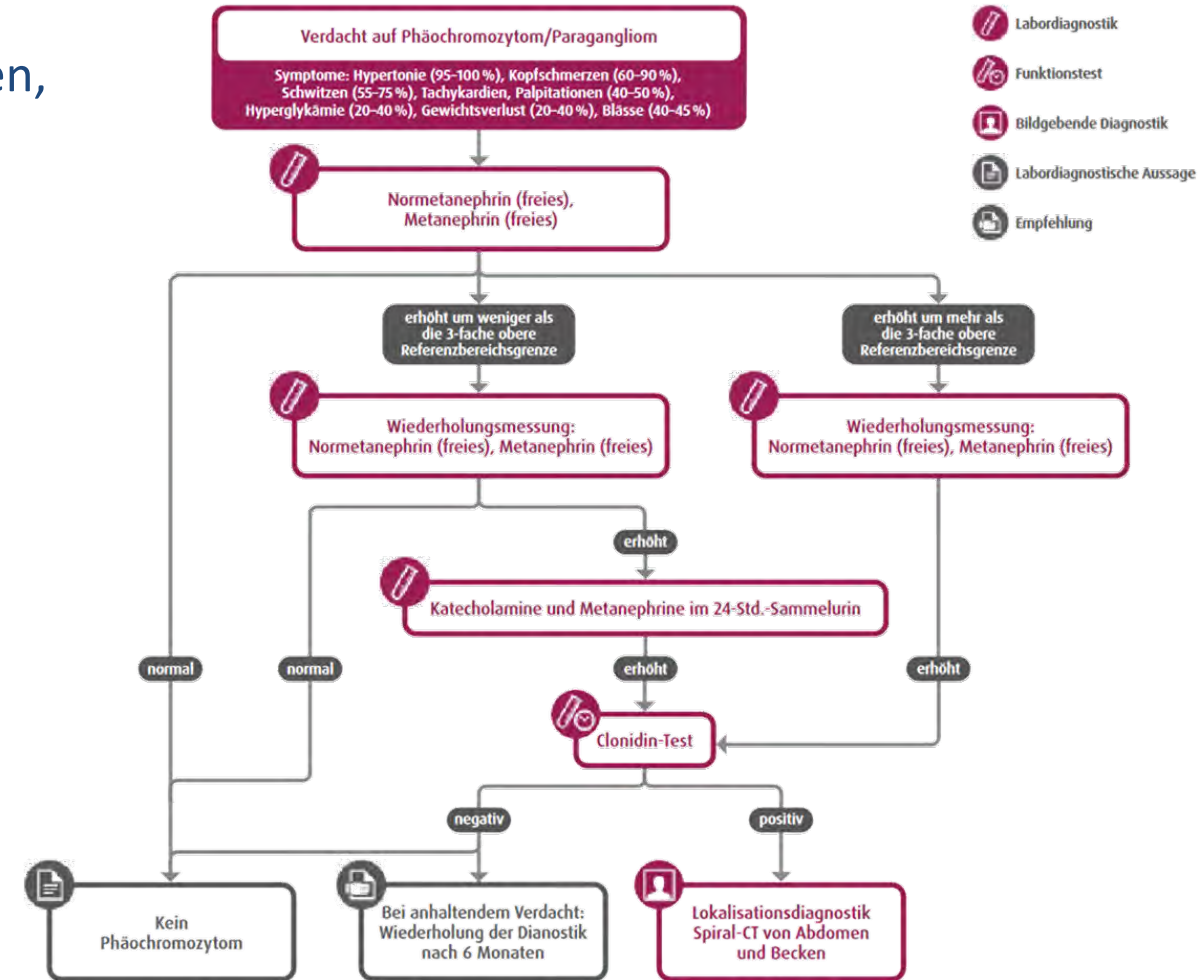 en,
Verdacht auf Phäochromozytom/Paragangliom
Symptome: Hypertonie (95–100 %), Kopfschmerzen (60–90 %),
Schwitzen (55–75 %), Tachykardien, Palpitationen (40–50 %),
Hyperglykämie (20–40 %), Gewichtsverlust (20–40 %), Blässe (40–45 %)
Labordiagnostik
Funktionstest
Bildgebende Diagnostik
Labordiagnostische Aussage
Empfehlung
Normetanephrin (freies),
Metanephrin (freies)
erhöht um weniger als
die 3-fache obere
Referenzbereichsgrenze
erhöht um mehr als
die 3-fache obere
Referenzbereichsgrenze
Wiederholungsmessung:
Normetanephrin (freies), Metanephrin (freies)
Wiederholungsmessung:
Normetanephrin (freies), Metanephrin (freies)
erhöht
Katecholamine und Metanephrine im 24-Std.-Sammelurin
normal
normal
erhöht
erhöht
Clonidin-Test
negativ
positiv
Kein
Phäochromozytom
Bei anhaltendem Verdacht:
Wiederholung der Dianostik
nach 6 Monaten
Lokalisationsdiagnostik
Spiral-CT von Abdomen
und Becken